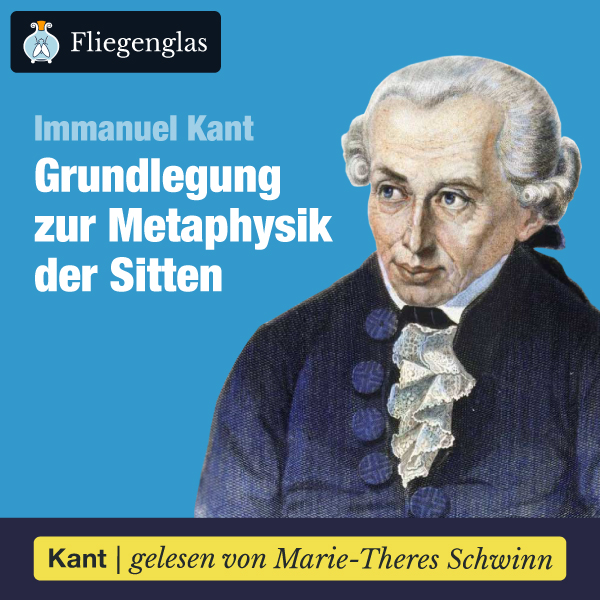 Fliegenglas
Immanuel Kant
Grundlegung
zur Metaphysik
der Sitten
Kant | gelesen von Marie-Theres Schwinn